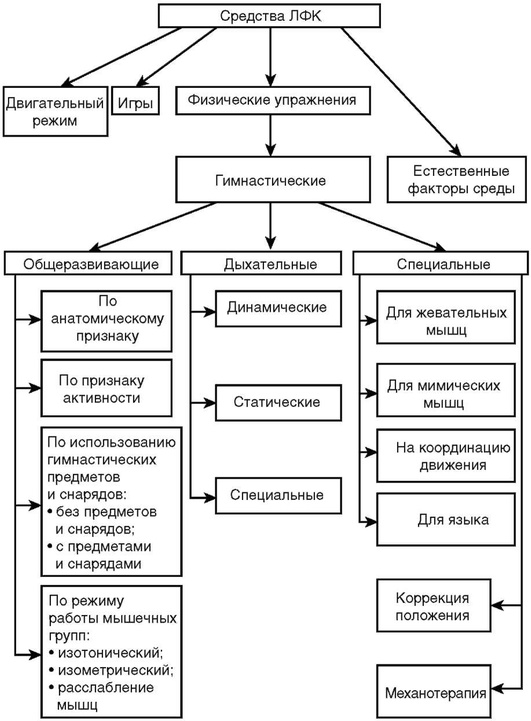 Средства ЛФК
Двигательный
режим
Игры
Физические упражнения
Естественные
факторы среды
Гимнастические
Общеразвивающие
Дыхательные
Специальные
По
анатомическому
признаку
По признаку
активности
По использованию
гимнастических
предметов
и снарядов:
• без предметов
и снарядов;
• с предметами
и снарядами
По режиму
работы мышечных
групп:
• изотонический;
• изометрический;
• расслабление
мышц
Динамические
Статические
Специальные
Для жевательных
мышц
Для мимических
мышц
На координацию
движения
Для языка
Коррекция
положения
Механотерапия